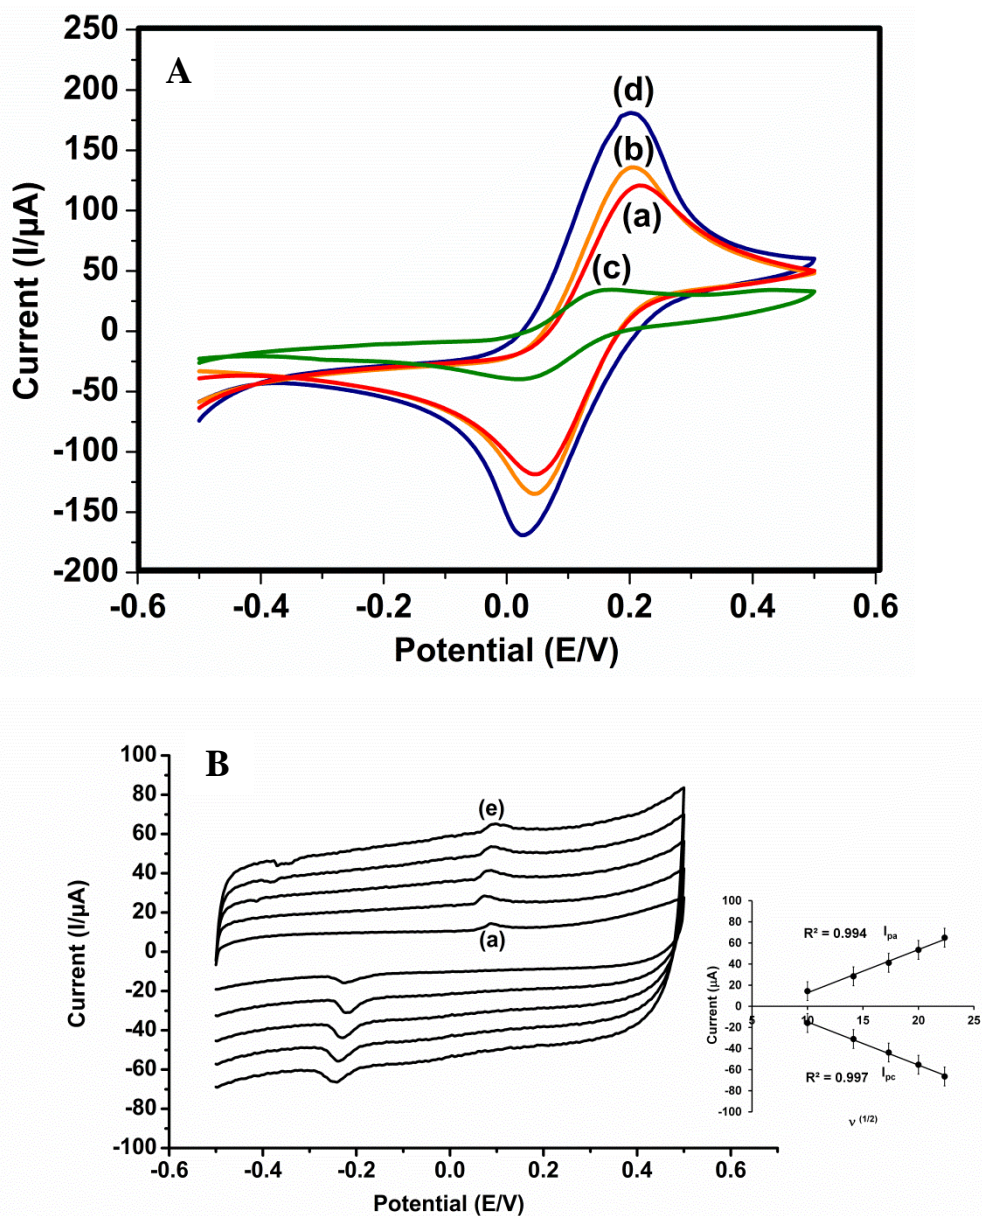 A
Current (I/µA)
250
200
150
100
50
0
-50
-100
-150
-200
(d)
(b)
(a)
(c)
-0.6 -0.4 -0.2 0.0 0.2 0.4 0.6
Potential (E/V)
B
Current (I/µA)
100
80
60
40
20
0
-20
-40
-60
-80
-100
(e)
(a)
-0.6 -0.4 -0.2 0.0 0.2 0.4 0.6
Potential (E/V)
Current (µA)
100
80
60
40
20
0
-20
-40
-60
-80
-100
R² = 0.994 Ipa
5 10 15 20 25
R² = 0.997 Ipc
ν (1/2)